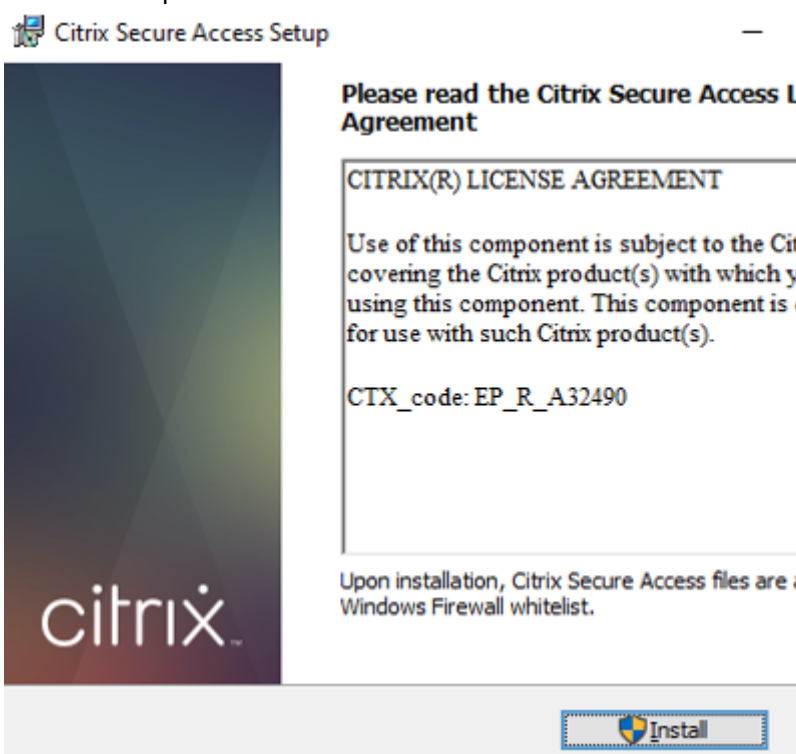 Citrix Secure Access Setup
Please read the Citrix Secure Access
Agreement
CITRIX(R) LICENSE AGREEMENT
Use of this component is subject to the
covering the Citrix product(s) with which
using this component. This component is
for use with such Citrix product(s).
CTX_code: EP_R_A32490
Upon installation, Citrix Secure Access files are
Windows Firewall whitelist.
citrix
Install